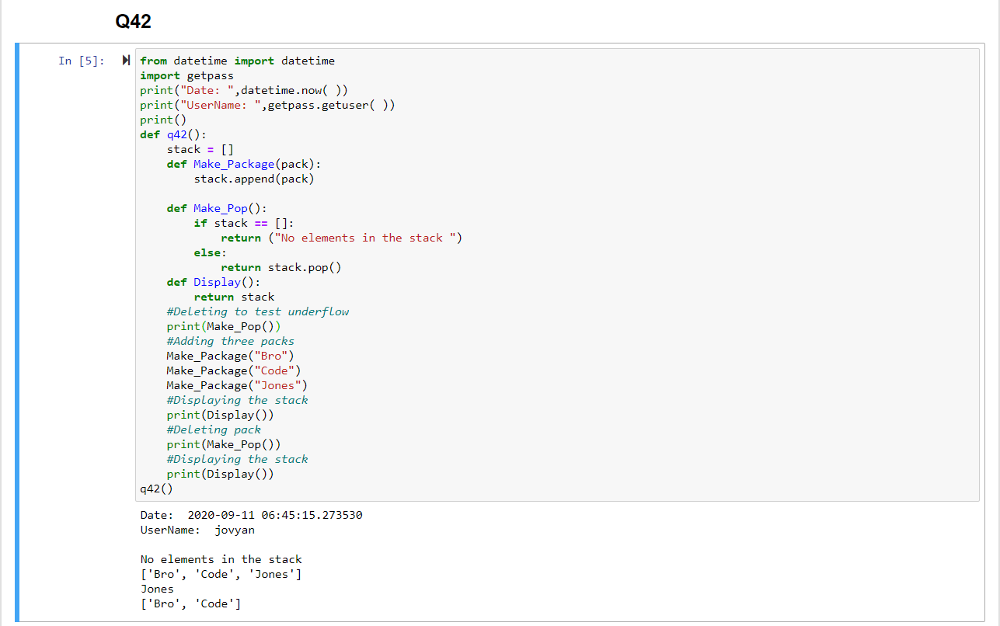 Q42
In [5]:
from datetime import datetime
import getpass
print("Date: ",datetime.now( ))
print("UserName: ",getpass.getuser( ))
print()
def q42():
    stack = []
    def Make_Package(pack):
        stack.append(pack)

    def Make_Pop():
        if stack == []:
            return ("No elements in the stack ")
        else:
            return stack.pop()
    def Display():
        return stack
    #Deleting to test underflow
    print(Make_Pop())
    #Adding three packs
    Make_Package("Bro")
    Make_Package("Code")
    Make_Package("Jones")
    #Displaying the stack
    print(Display())
    #Deleting pack
    print(Make_Pop())
    #Displaying the stack
    print(Display())
q42()
Date:  2020-09-11 06:45:15.273530
UserName:  jovyan

No elements in the stack
['Bro', 'Code', 'Jones']
Jones
['Bro', 'Code']